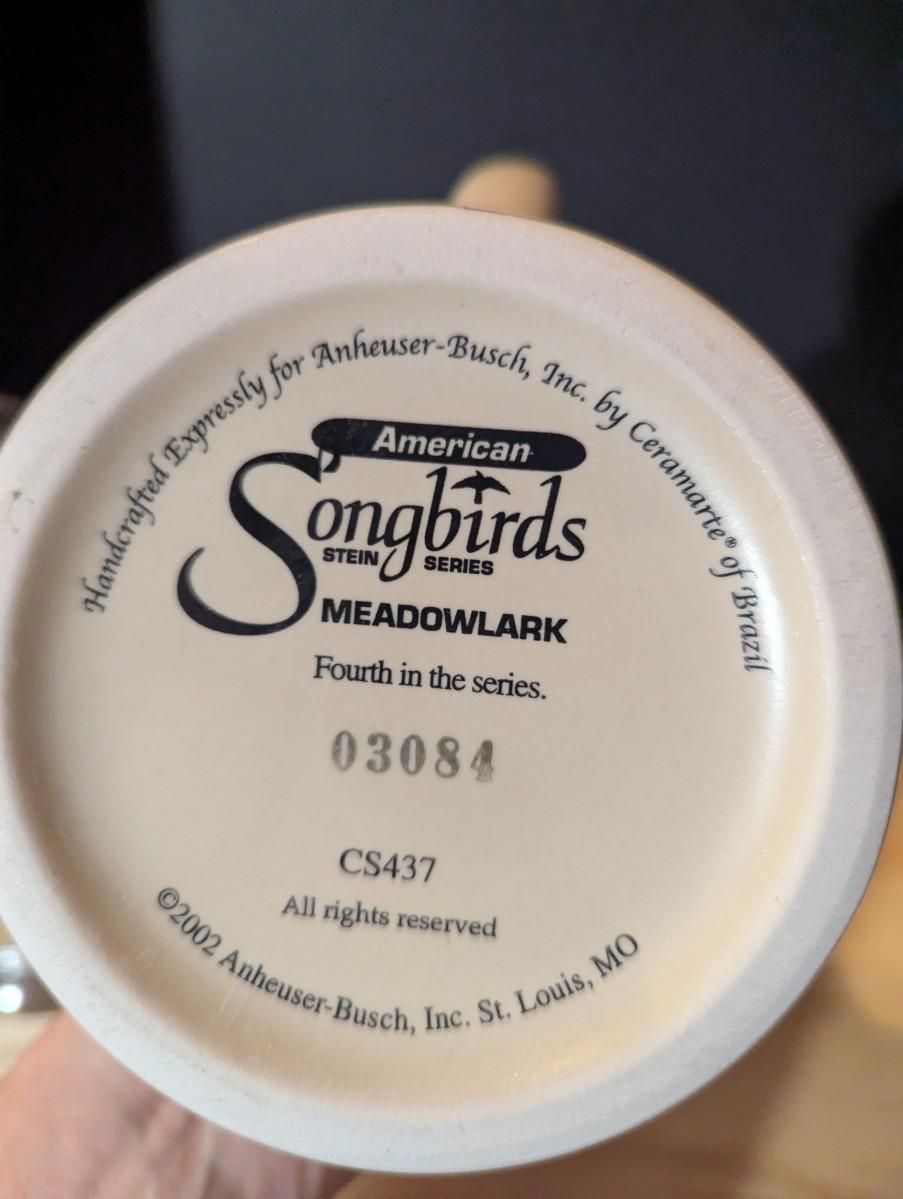 Handcrafted Expressly for Anheuser-Busch, Inc. by Ceramarte® of Brazil
American
Songbirds
STEIN SERIES
MEADOWLARK
Fourth in the series.
03084
CS437
All rights reserved
©2002 Anheuser-Busch, Inc. St. Louis, MO